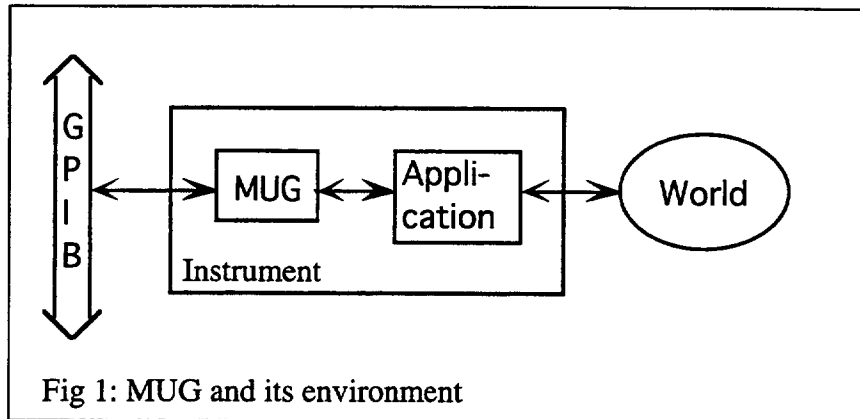 G
P
I
B
MUG
Appli-
cation
World
Instrument
Fig 1: MUG and its environment